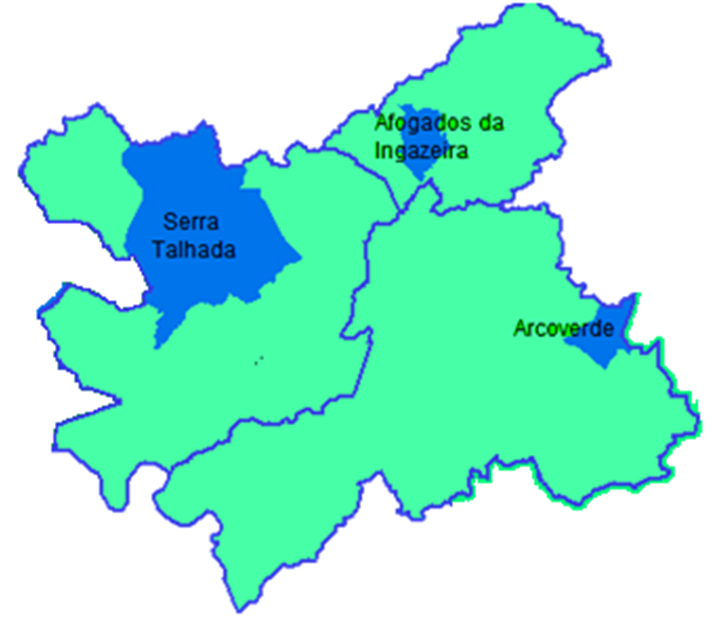 Afogados da
Ingazeira
Serra
Talhada
Arcoverde